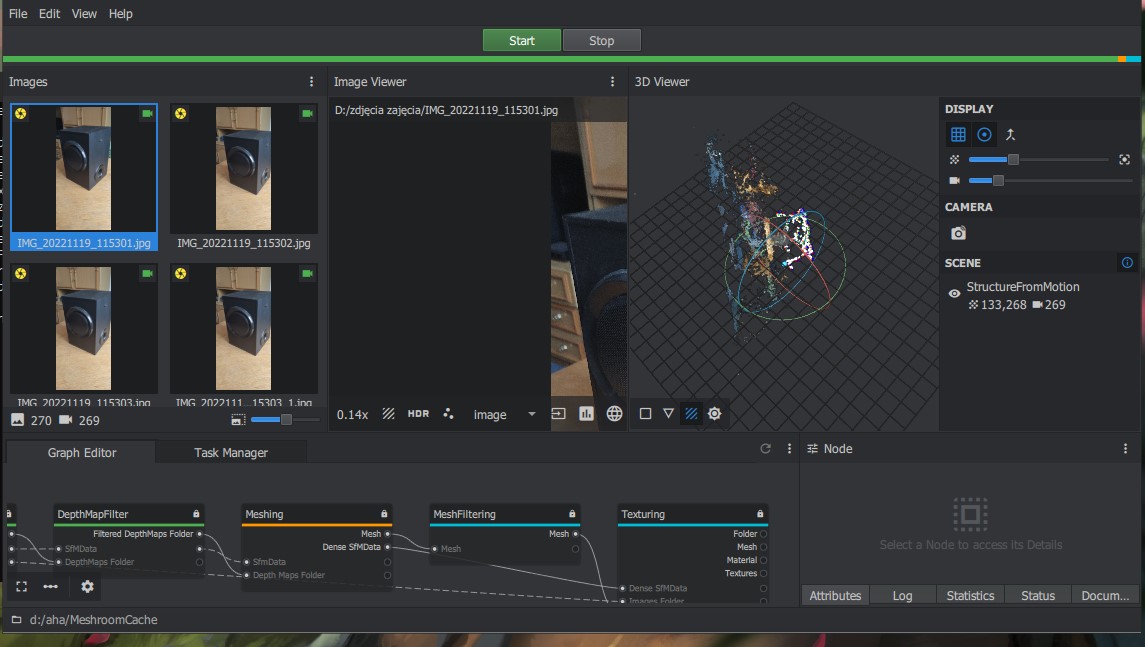 File Edit View Help
Start Stop
Images
IMG_20221119_115301.jpg
IMG_20221119_115302.jpg
IMG_20221119_115303.jpg
IMG_202211...15303_1.jpg
270 269
Image Viewer
D:/zdjęcia zajęcia/IMG_20221119_115301.jpg
0.14x HDR image
3D Viewer
DISPLAY
CAMERA
SCENE
StructureFromMotion
133,268 269
Graph Editor Task Manager
DepthMapFilter
Filtered DepthMaps Folder
SfMData
DepthMaps Folder
Meshing
Mesh
Dense SfMData
SfmData
Depth Maps Folder
MeshFiltering
Mesh
Mesh
Texturing
Folder
Mesh
Material
Textures
Dense SfMData
Images Folder
Node
Select a Node to access its Details
Attributes Log Statistics Status Docum...
d:/aha/MeshroomCache